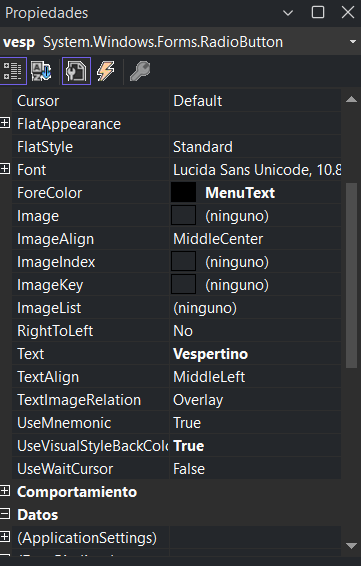 Propiedades
vesp System.Windows.Forms.RadioButton
Cursor Default
FlatAppearance
FlatStyle Standard
Font Lucida Sans Unicode, 10.8
ForeColor MenuText
Image (ninguno)
ImageAlign MiddleCenter
ImageIndex (ninguno)
ImageKey (ninguno)
ImageList (ninguno)
RightToLeft No
Text Vespertino
TextAlign MiddleLeft
TextImageRelation Overlay
UseMnemonic True
UseVisualStyleBackColo True
UseWaitCursor False
Comportamiento
Datos
(ApplicationSettings)